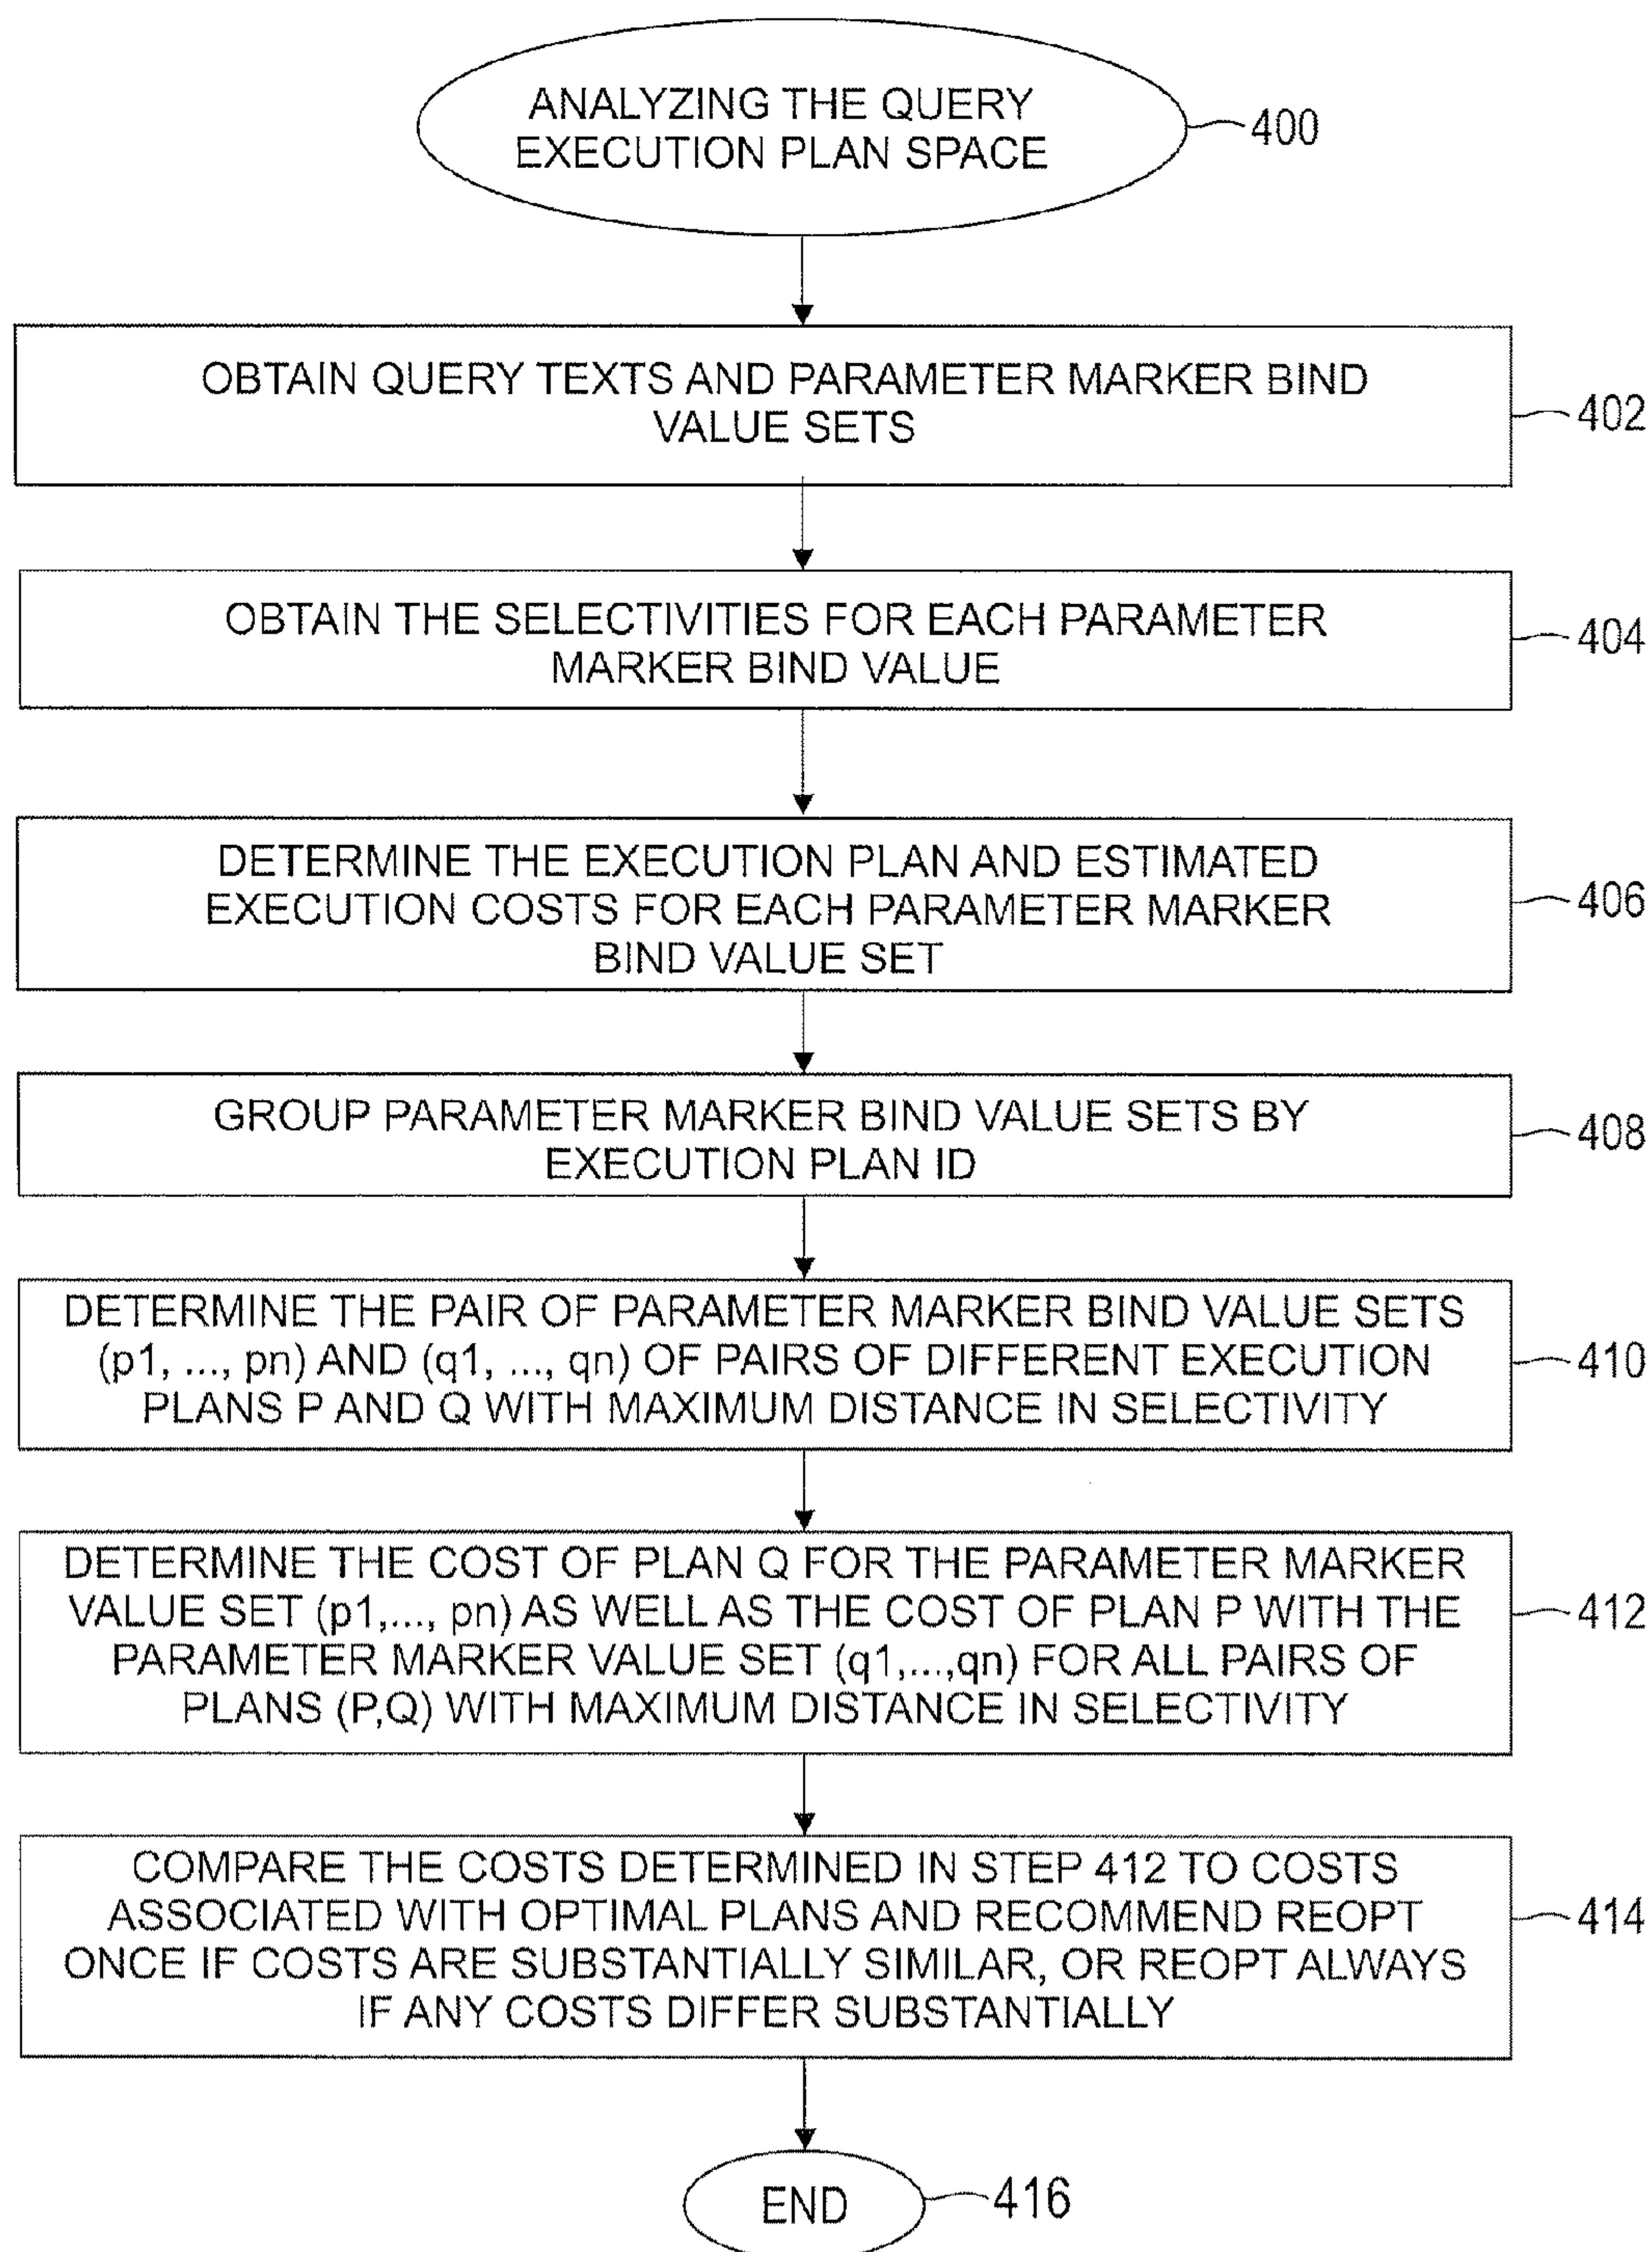 ANALYZING THE QUERY
EXECUTION PLAN SPACE
400
OBTAIN QUERY TEXTS AND PARAMETER MARKER BIND
VALUE SETS
402
OBTAIN THE SELECTIVITIES FOR EACH PARAMETER
MARKER BIND VALUE
404
DETERMINE THE EXECUTION PLAN AND ESTIMATED
EXECUTION COSTS FOR EACH PARAMETER MARKER
BIND VALUE SET
406
GROUP PARAMETER MARKER BIND VALUE SETS BY
EXECUTION PLAN ID
408
DETERMINE THE PAIR OF PARAMETER MARKER BIND VALUE SETS
(p1, ..., pn) AND (q1, ..., qn) OF PAIRS OF DIFFERENT EXECUTION
PLANS P AND Q WITH MAXIMUM DISTANCE IN SELECTIVITY
410
DETERMINE THE COST OF PLAN Q FOR THE PARAMETER MARKER
VALUE SET (p1,..., pn) AS WELL AS THE COST OF PLAN P WITH THE
PARAMETER MARKER VALUE SET (q1,...,qn) FOR ALL PAIRS OF
PLANS (P,Q) WITH MAXIMUM DISTANCE IN SELECTIVITY
412
COMPARE THE COSTS DETERMINED IN STEP 412 TO COSTS
ASSOCIATED WITH OPTIMAL PLANS AND RECOMMEND REOPT
ONCE IF COSTS ARE SUBSTANTIALLY SIMILAR, OR REOPT ALWAYS
IF ANY COSTS DIFFER SUBSTANTIALLY
414
END
416